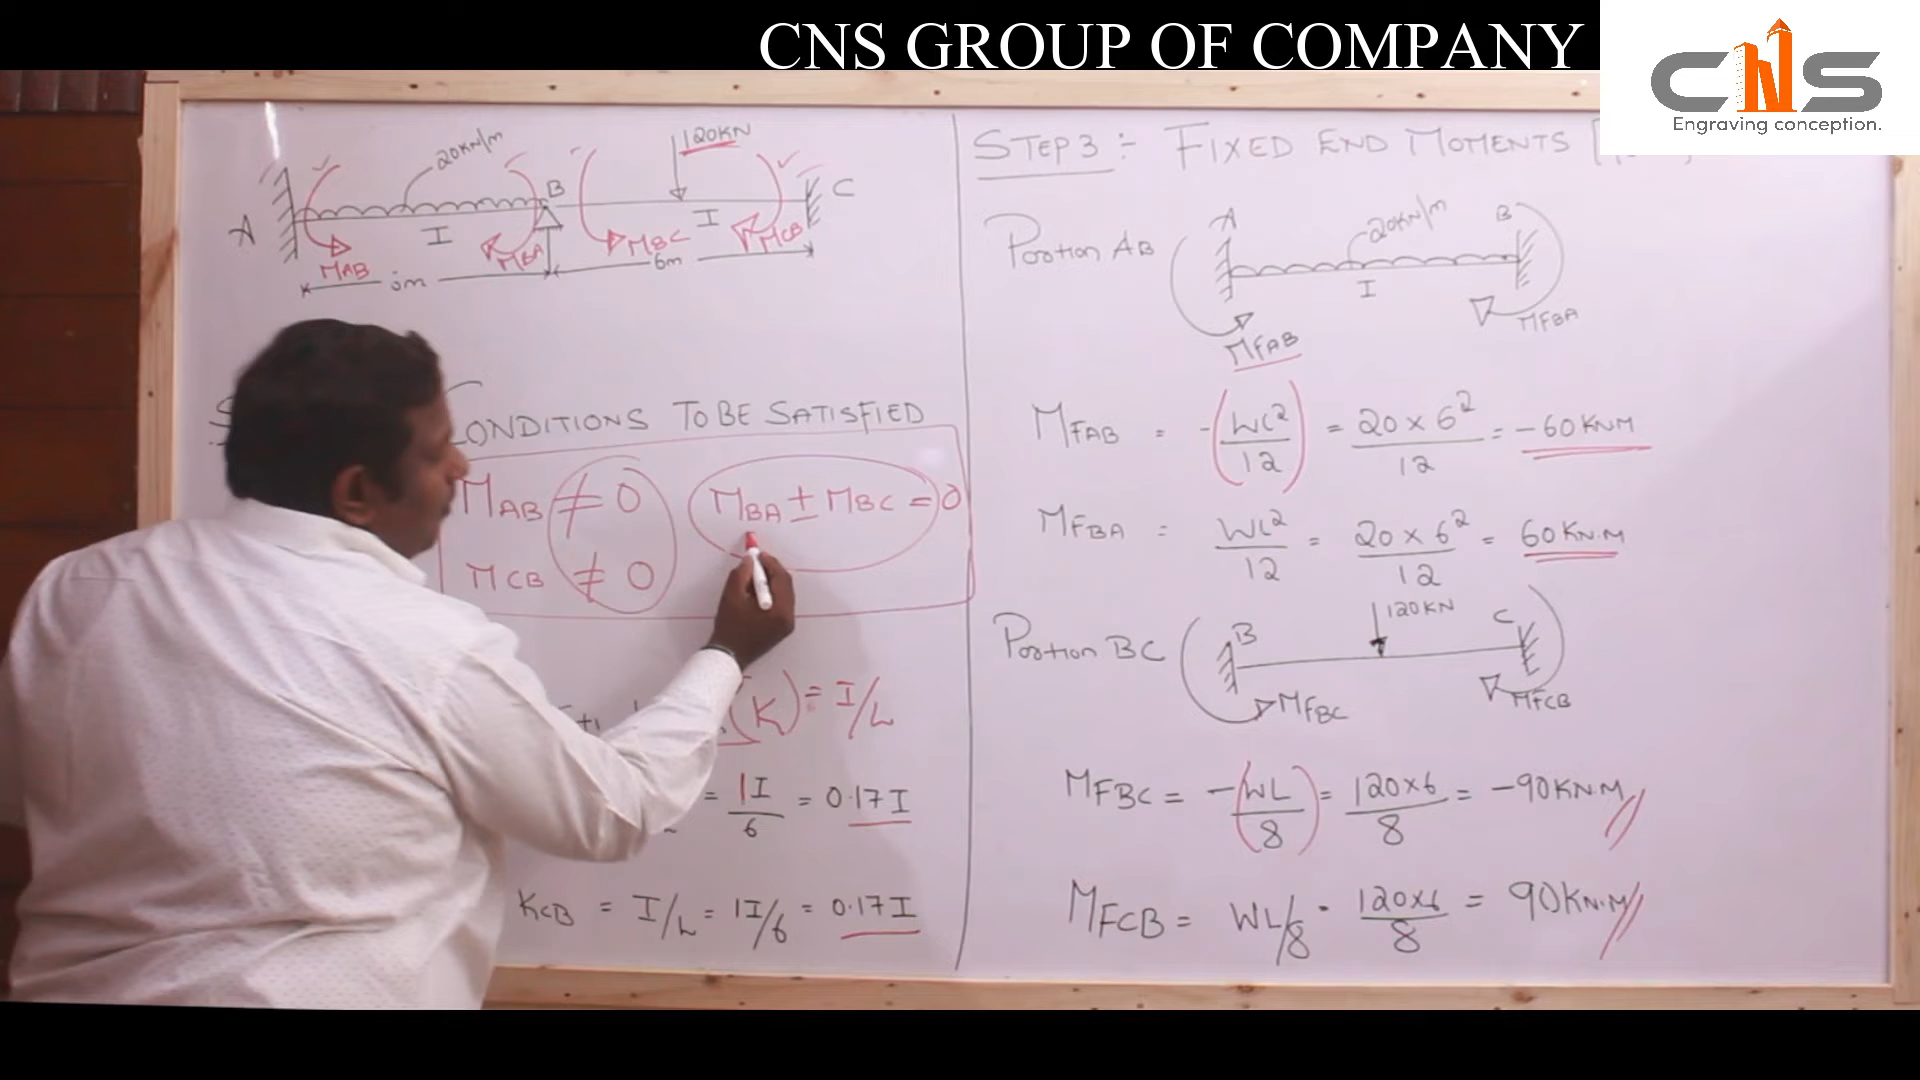 CNS GROUP OF COMPANY
CNS
Engraving conception.
20KN/m
120KN
A
B
C
I
I
MAB
MBA
MBC
MCB
6m
CONDITIONS TO BE SATISFIED
MAB ≠ 0
MBA ± MBC = 0
MCB ≠ 0
(K) = I/L
= 1I/6 = 0.17I
KCB = I/L = 1I/6 = 0.17I
STEP 3 :- FIXED END MOMENTS
Portion AB
A
20KN/m
B
I
MFAB
MFBA
MFAB = -(WL²/12) = 20 × 6²/12 = -60KNM
MFBA = WL²/12 = 20 × 6²/12 = 60KN.M
Portion BC
B
120KN
C
MFBC
MFCB
MFBC = -(WL/8) = 120×6/8 = -90KN.M
MFCB = WL/8 = 120×6/8 = 90KN.M